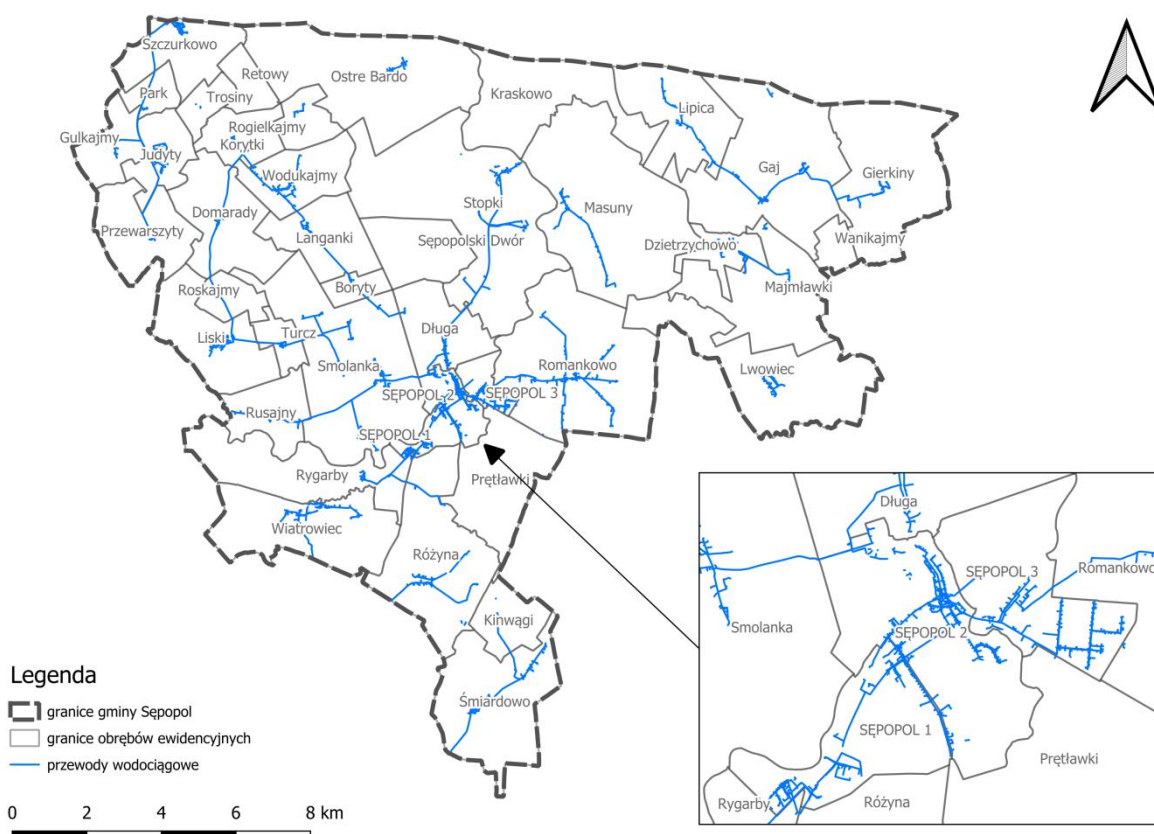 Szczurkowo
Retowy
Ostre Bardo
Park
Trosiny
Kraskowo
Lipica
Rogielkajmy
Gulkajmy
Korytki
Judyty
Wodukajmy
Gaj
Gierkiny
Stopki
Masuny
Domarady
Przewarszyty
Langanki
Sępopolski Dwór
Dzietrzychowo
Wanikajmy
Boryty
Majmławki
Roskajmy
Długa
Liski
Turcz
Smolanka
Romankowo
Lwowiec
SĘPOPOL 2
SĘPOPOL 3
Rusajny
SĘPOPOL 1
Rygarby
Prętławki
Wiatrowiec
Różyna
Kinwągi
Śmiardowo
Długa
SĘPOPOL 3
Romankowo
Smolanka
SĘPOPOL 2
SĘPOPOL 1
Prętławki
Rygarby
Różyna
Legenda
granice gminy Sępopol
granice obrębów ewidencyjnych
przewody wodociągowe
0 2 4 6 8 km